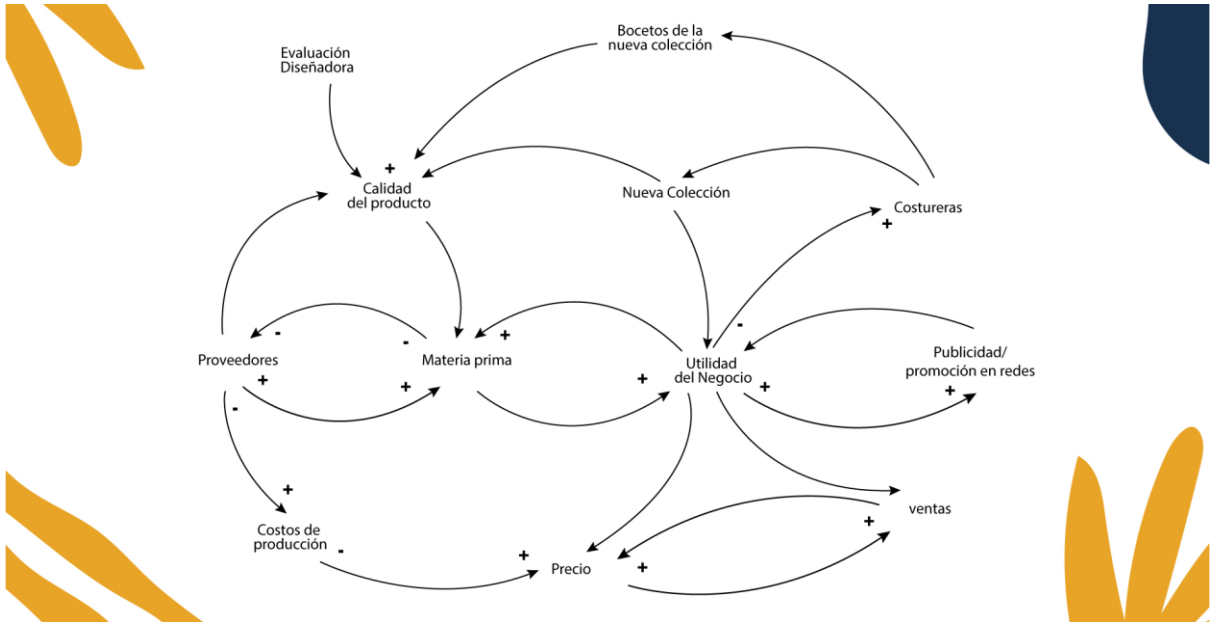 Bocetos de la
nueva colección
Evaluación
Diseñadora
+
Calidad
del producto
Nueva Colección
Costureras
+
-
-
+
-
Proveedores
Materia prima
Utilidad
del Negocio
Publicidad/
promoción en redes
+
+
+
+
+
-
+
ventas
+
Costos de
producción
-
+
Precio
+